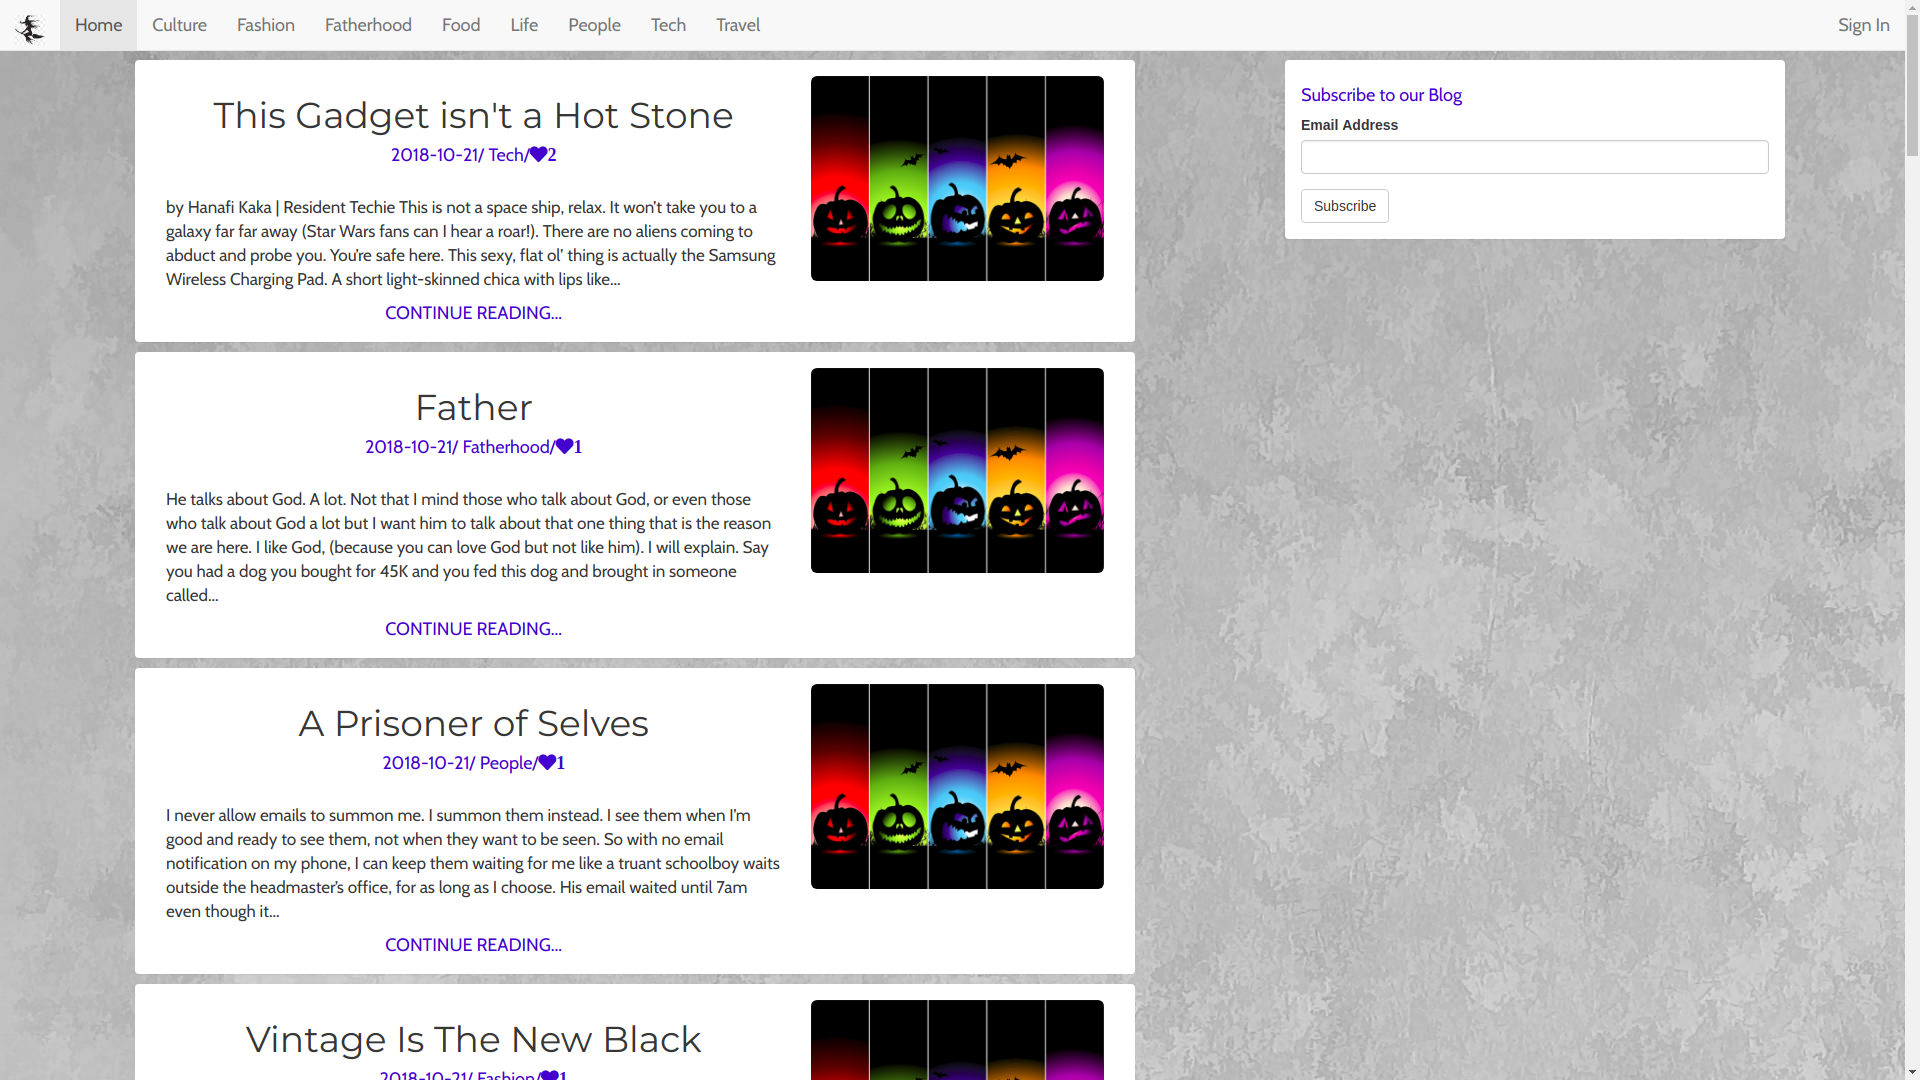 Home Culture Fashion Fatherhood Food Life People Tech Travel Sign In
This Gadget isn't a Hot Stone
2018-10-21/ Tech/2
by Hanafi Kaka | Resident Techie This is not a space ship, relax. It won’t take you to a
galaxy far far away (Star Wars fans can I hear a roar!). There are no aliens coming to
abduct and probe you. You’re safe here. This sexy, flat ol’ thing is actually the Samsung
Wireless Charging Pad. A short light-skinned chica with lips like...
CONTINUE READING...
Subscribe to our Blog
Email Address
Subscribe
Father
2018-10-21/ Fatherhood/1
He talks about God. A lot. Not that I mind those who talk about God, or even those
who talk about God a lot but I want him to talk about that one thing that is the reason
we are here. I like God, (because you can love God but not like him). I will explain. Say
you had a dog you bought for 45K and you fed this dog and brought in someone
called...
CONTINUE READING...
A Prisoner of Selves
2018-10-21/ People/1
I never allow emails to summon me. I summon them instead. I see them when I’m
good and ready to see them, not when they want to be seen. So with no email
notification on my phone, I can keep them waiting for me like a truant schoolboy waits
outside the headmaster’s office, for as long as I choose. His email waited until 7am
even though it...
CONTINUE READING...
Vintage Is The New Black
2018-10-21/ Fashion/1